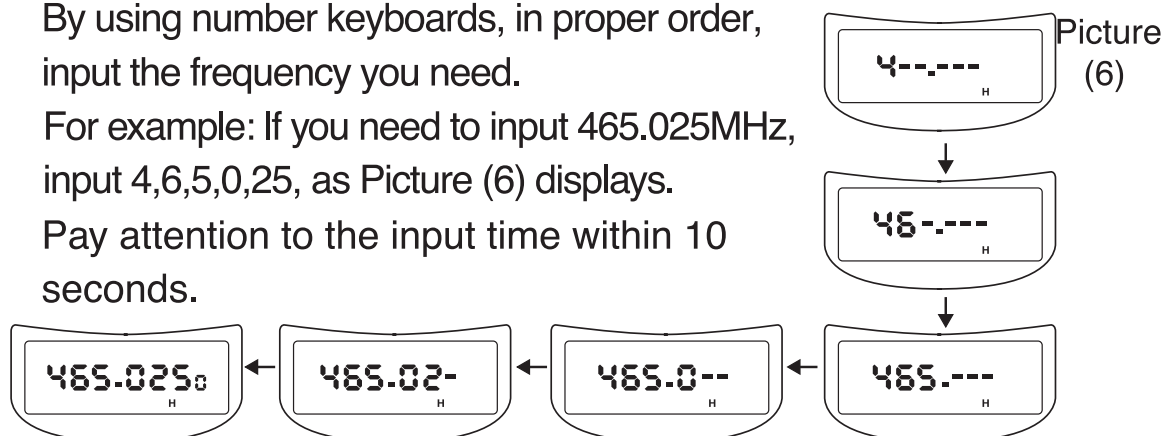 By using number keyboards, in proper order,
input the frequency you need.
For example: If you need to input 465.025MHz,
input 4,6,5,0,25, as Picture (6) displays.
Pay attention to the input time within 10
seconds.
Picture
(6)
4--.---
H
46-.---
H
465.---
H
465.0--
H
465.02-
H
465.0250
H